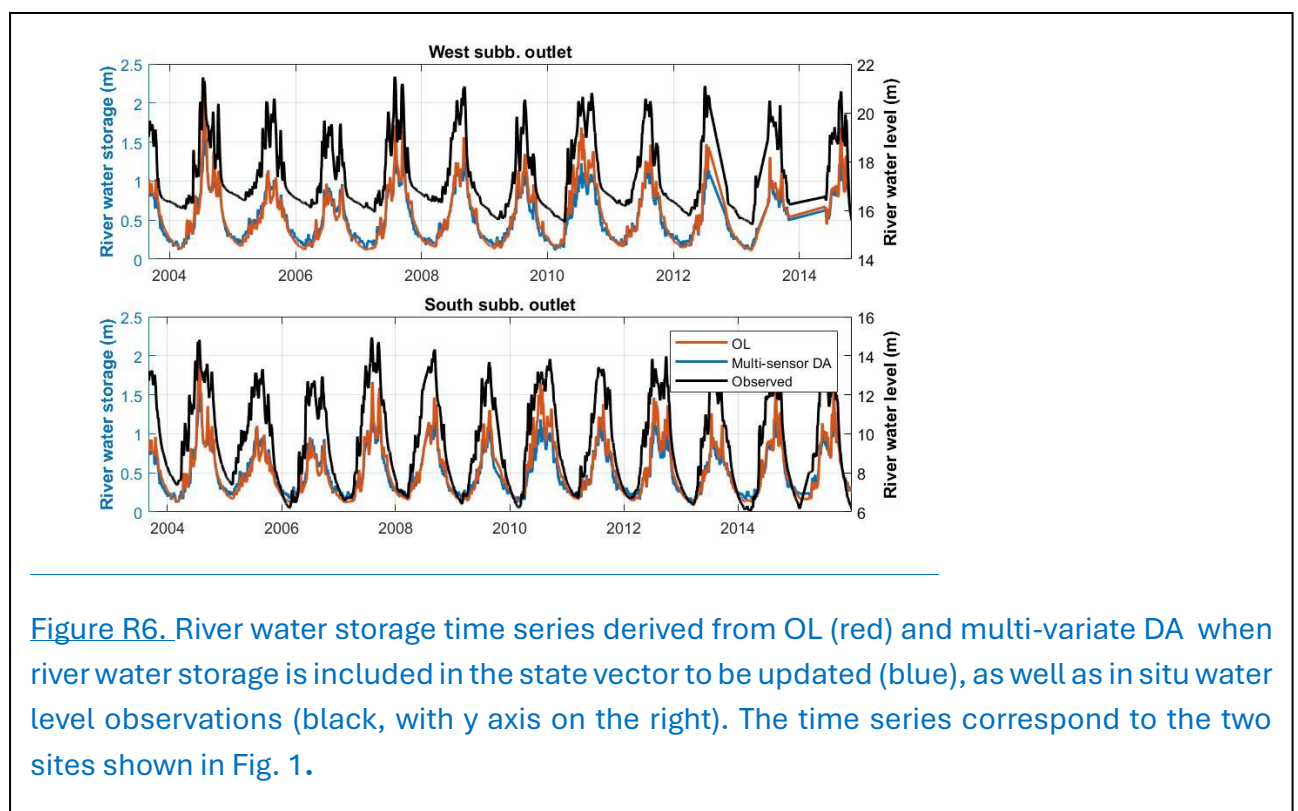 West subb. outlet
River water storage (m)
2.5
2
1.5
1
0.5
0
22
20
18
16
14
River water level (m)
2004 2006 2008 2010 2012 2014
South subb. outlet
River water storage (m)
2.5
2
1.5
1
0.5
0
OL
Multi-sensor DA
Observed
16
14
12
10
8
6
River water level (m)
2004 2006 2008 2010 2012 2014
Figure R6. River water storage time series derived from OL (red) and multi-variate DA when
river water storage is included in the state vector to be updated (blue), as well as in situ water
level observations (black, with y axis on the right). The time series correspond to the two
sites shown in Fig. 1.